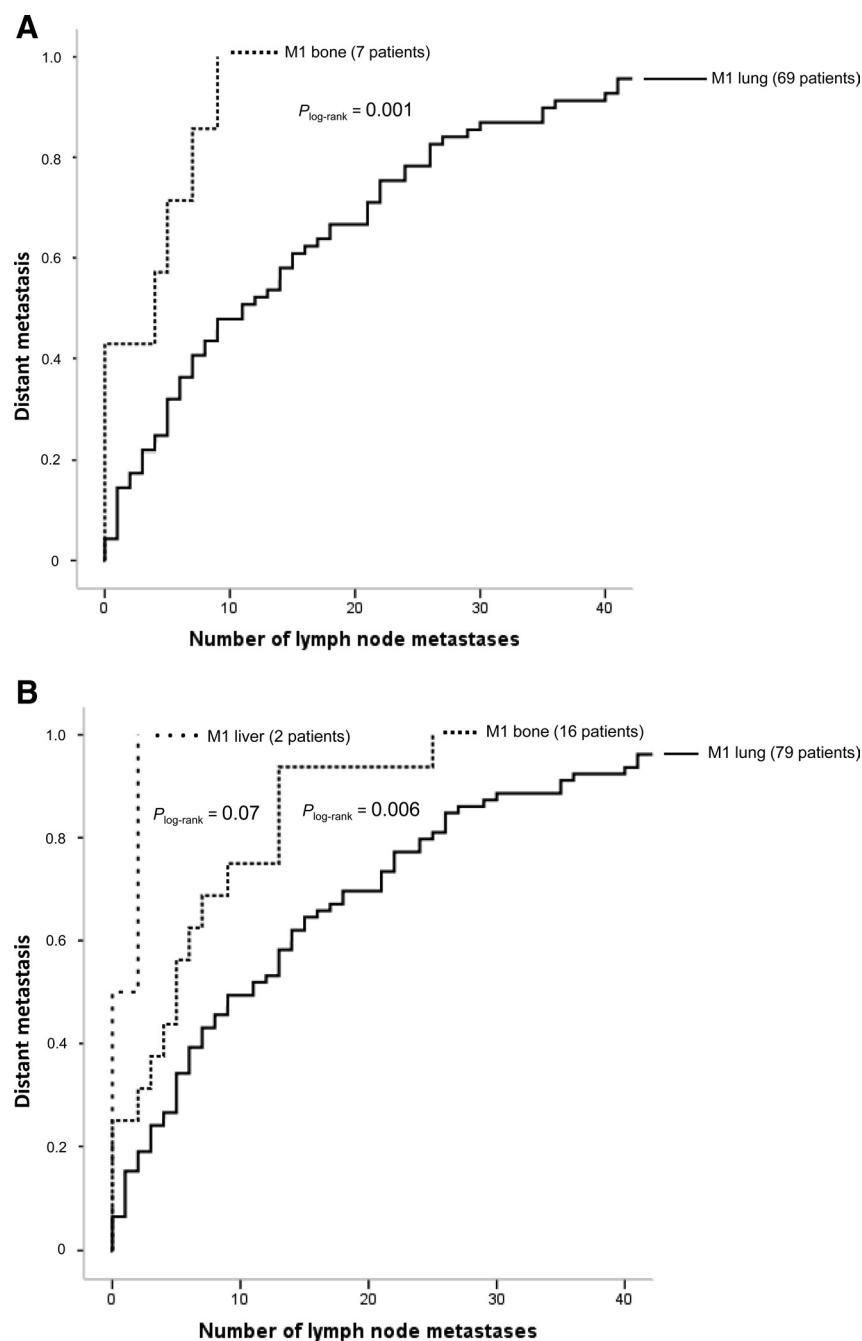 A
1.0
M1 bone (7 patients)
M1 lung (69 patients)
Plog-rank = 0.001
0.8
0.6
Distant metastasis
0.4
0.2
0
0 10 20 30 40
Number of lymph node metastases
B
1.0
M1 liver (2 patients)
M1 bone (16 patients)
M1 lung (79 patients)
Plog-rank = 0.07
Plog-rank = 0.006
0.8
0.6
Distant metastasis
0.4
0.2
0
0 10 20 30 40
Number of lymph node metastases